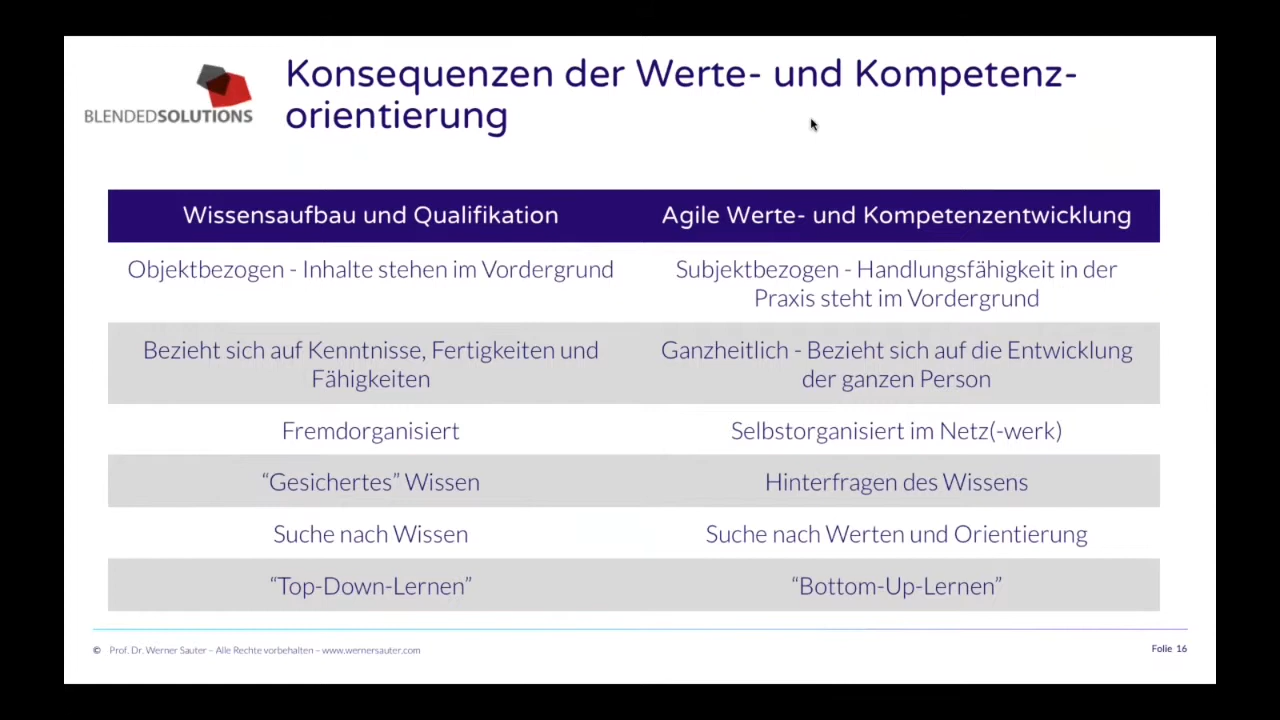 BLENDEDSOLUTIONS
Konsequenzen der Werte- und Kompetenz-
orientierung
Wissensaufbau und Qualifikation
Agile Werte- und Kompetenzentwicklung
Objektbezogen - Inhalte stehen im Vordergrund
Subjektbezogen - Handlungsfähigkeit in der
Praxis steht im Vordergrund
Bezieht sich auf Kenntnisse, Fertigkeiten und
Fähigkeiten
Ganzheitlich - Bezieht sich auf die Entwicklung
der ganzen Person
Fremdorganisiert
Selbstorganisiert im Netz(-werk)
“Gesichertes” Wissen
Hinterfragen des Wissens
Suche nach Wissen
Suche nach Werten und Orientierung
“Top-Down-Lernen”
“Bottom-Up-Lernen”
© Prof. Dr. Werner Sauter – Alle Rechte vorbehalten – www.wernersauter.com
Folie 16